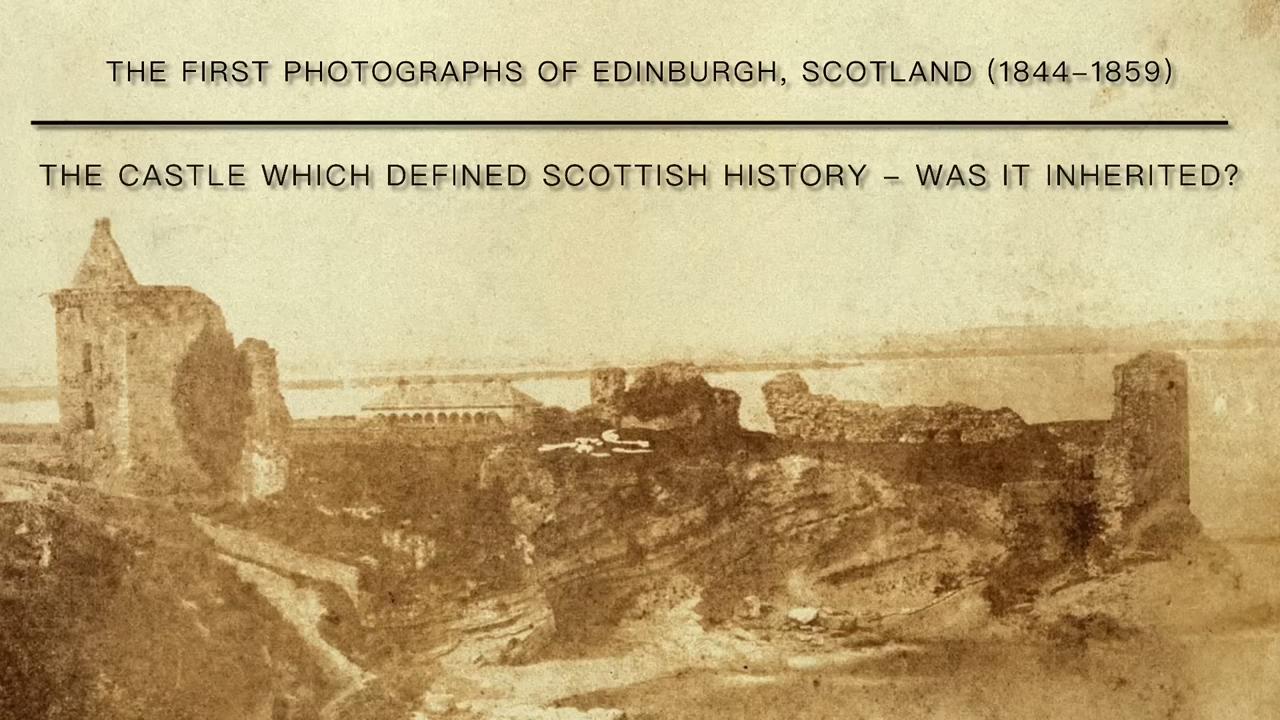 THE FIRST PHOTOGRAPHS OF EDINBURGH, SCOTLAND (1844–1859)
THE CASTLE WHICH DEFINED SCOTTISH HISTORY – WAS IT INHERITED?